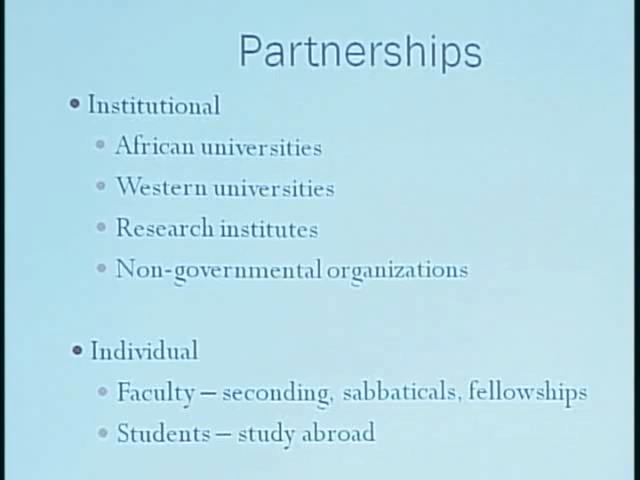 Partnerships
• Institutional
• African universities
• Western universities
• Research institutes
• Non-governmental organizations
• Individual
• Faculty – seconding, sabbaticals, fellowships
• Students – study abroad